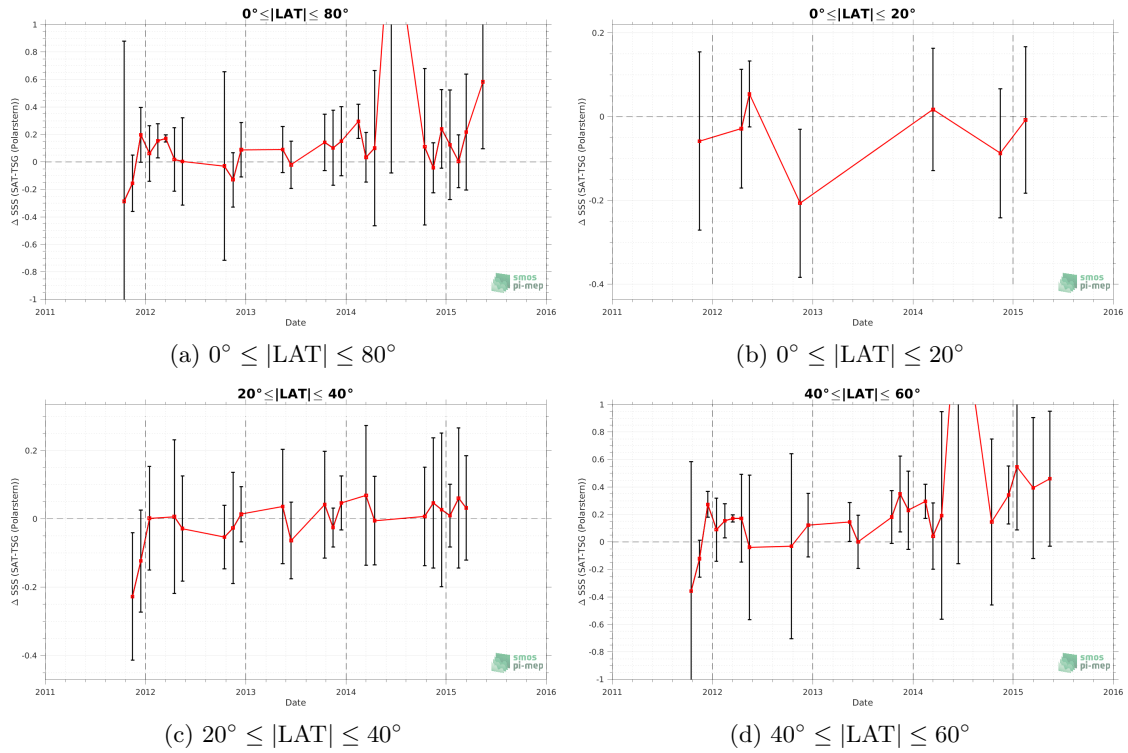 0°≤|LAT|≤ 80°
Δ SSS (SAT-TSG (Polarstern))
1
0.8
0.6
0.4
0.2
0
-0.2
-0.4
-0.6
-0.8
-1
2011 2012 2013 2014 2015 2016
Date
smos
pi-mep
(a) 0° ≤ |LAT| ≤ 80°
0°≤|LAT|≤ 20°
Δ SSS (SAT-TSG (Polarstern))
0.2
0
-0.2
-0.4
2011 2012 2013 2014 2015 2016
Date
smos
pi-mep
(b) 0° ≤ |LAT| ≤ 20°
20°≤|LAT|≤ 40°
Δ SSS (SAT-TSG (Polarstern))
0.2
0
-0.2
-0.4
2011 2012 2013 2014 2015 2016
Date
smos
pi-mep
(c) 20° ≤ |LAT| ≤ 40°
40°≤|LAT|≤ 60°
Δ SSS (SAT-TSG (Polarstern))
1
0.8
0.6
0.4
0.2
0
-0.2
-0.4
-0.6
-0.8
-1
2011 2012 2013 2014 2015 2016
Date
smos
pi-mep
(d) 40° ≤ |LAT| ≤ 60°